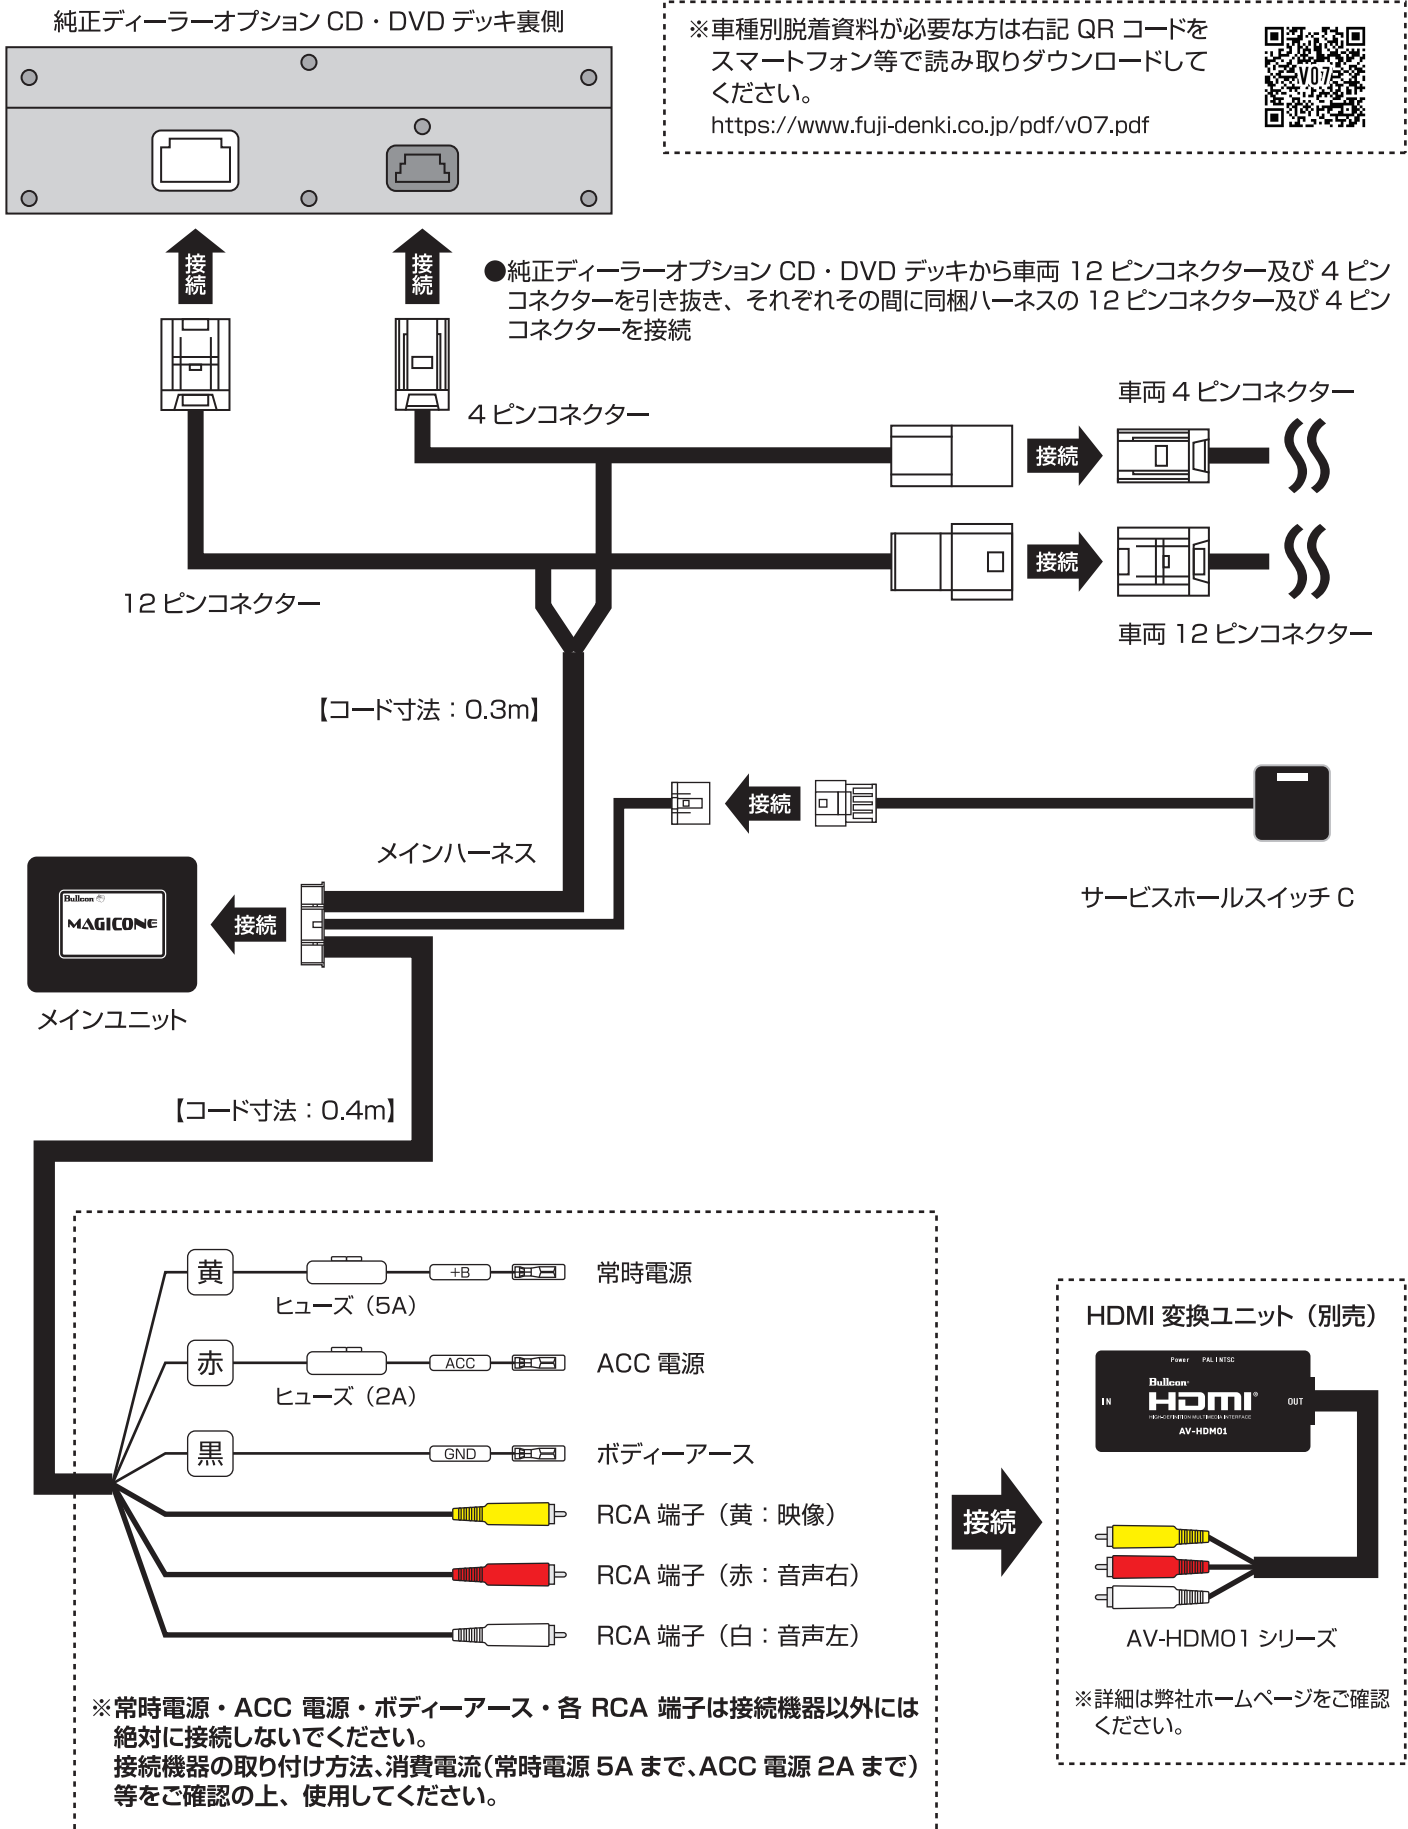 純正ディーラーオプション CD・DVD デッキ裏側
※車種別脱着資料が必要な方は右記 QR コードを
スマートフォン等で読み取りダウンロードして
ください。
https://www.fuji-denki.co.jp/pdf/v07.pdf
V07
接続
接続
●純正ディーラーオプション CD・DVD デッキから車両 12 ピンコネクター及び 4 ピン
コネクターを引き抜き、それぞれその間に同梱ハーネスの 12 ピンコネクター及び 4 ピン
コネクターを接続
4 ピンコネクター
車両 4 ピンコネクター
接続
接続
12 ピンコネクター
車両 12 ピンコネクター
【コード寸法：0.3m】
接続
メインハーネス
サービスホールスイッチ C
Bullcon
MAGICONE
接続
メインユニット
【コード寸法：0.4m】
黄
+B
常時電源
ヒューズ（5A）
赤
ACC
ACC 電源
ヒューズ（2A）
黒
GND
ボディーアース
RCA 端子（黄：映像）
RCA 端子（赤：音声右）
RCA 端子（白：音声左）
※常時電源・ACC 電源・ボディーアース・各 RCA 端子は接続機器以外には
絶対に接続しないでください。
接続機器の取り付け方法、消費電流（常時電源 5A まで、ACC 電源 2A まで）
等をご確認の上、使用してください。
接続
HDMI 変換ユニット（別売）
Power PAL | NTSC
Bullcon
IN
HDMI
OUT
HIGH-DEFINITION MULTIMEDIA INTERFACE
AV-HDM01
AV-HDM01 シリーズ
※詳細は弊社ホームページをご確認
ください。